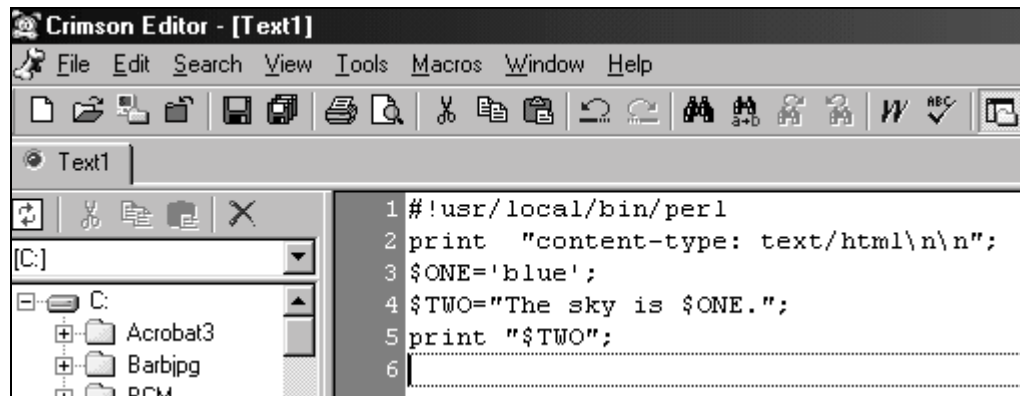 Crimson Editor - [Text1]
File Edit Search View Tools Macros Window Help
a→b
W ABC
Text1
[C:]
C:
Acrobat3
Barbjpg
BCM
1 #!usr/local/bin/perl
2 print  "content-type: text/html\n\n";
3 $ONE='blue';
4 $TWO="The sky is $ONE.";
5 print "$TWO";
6